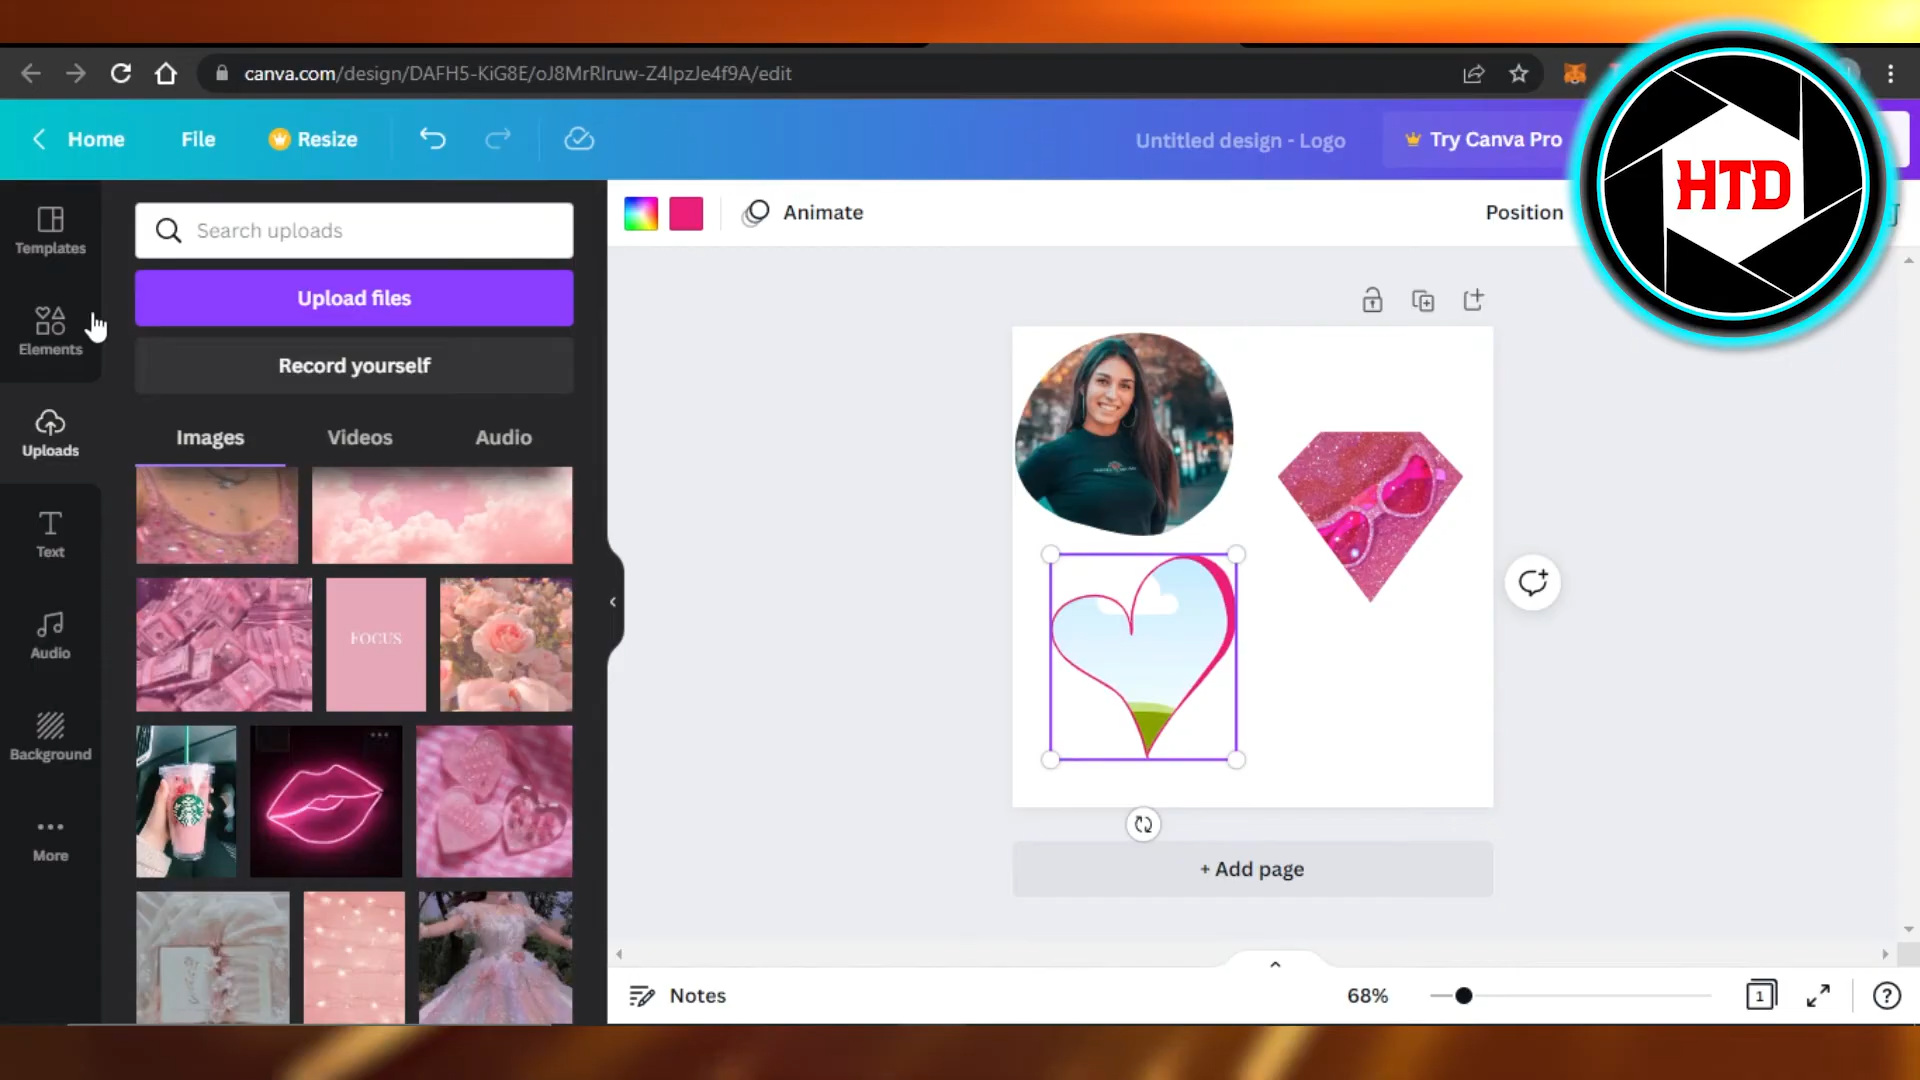 canva.com/design/DAFH5-KiG8E/oJ8MrRIruw-Z4IpzJe4f9A/edit
Home
File
Resize
Untitled design - Logo
Try Canva Pro
HTD
Templates
Search uploads
Animate
Position
Upload files
Elements
Record yourself
Uploads
Images
Videos
Audio
Text
FOCUS
Audio
Background
More
+ Add page
Notes
68%
1
?